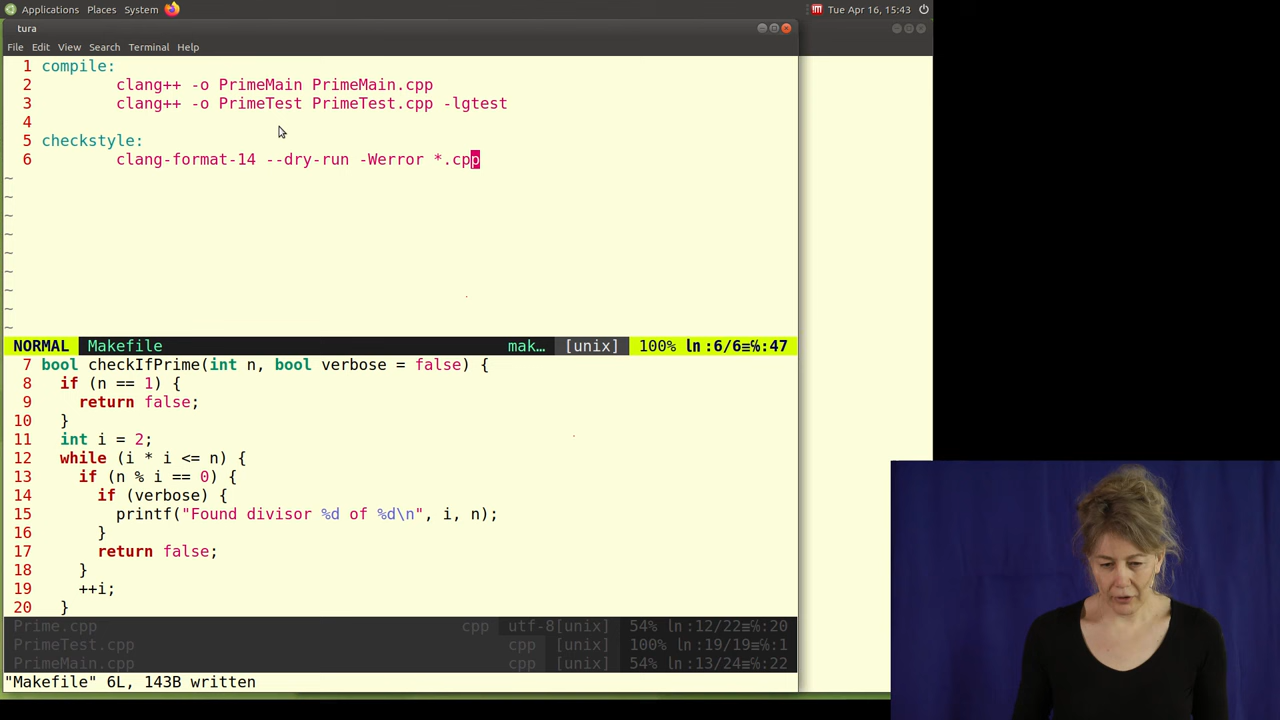 Applications Places System
Tue Apr 16, 15:43
tura
File Edit View Search Terminal Help
1 compile:
2 clang++ -o PrimeMain PrimeMain.cpp
3 clang++ -o PrimeTest PrimeTest.cpp -lgtest
4
5 checkstyle:
6 clang-format-14 --dry-run -Werror *.cpp
~
~
~
~
~
~
~
~
~
NORMAL Makefile mak… [unix] 100% ln:6/6≡℅:47
7 bool checkIfPrime(int n, bool verbose = false) {
8 if (n == 1) {
9 return false;
10 }
11 int i = 2;
12 while (i * i <= n) {
13 if (n % i == 0) {
14 if (verbose) {
15 printf("Found divisor %d of %d\n", i, n);
16 }
17 return false;
18 }
19 ++i;
20 }
Prime.cpp cpp utf-8[unix] 54% ln:12/22≡℅:20
PrimeTest.cpp cpp [unix] 100% ln:19/19≡℅:1
PrimeMain.cpp cpp [unix] 54% ln:13/24≡℅:22
"Makefile" 6L, 143B written